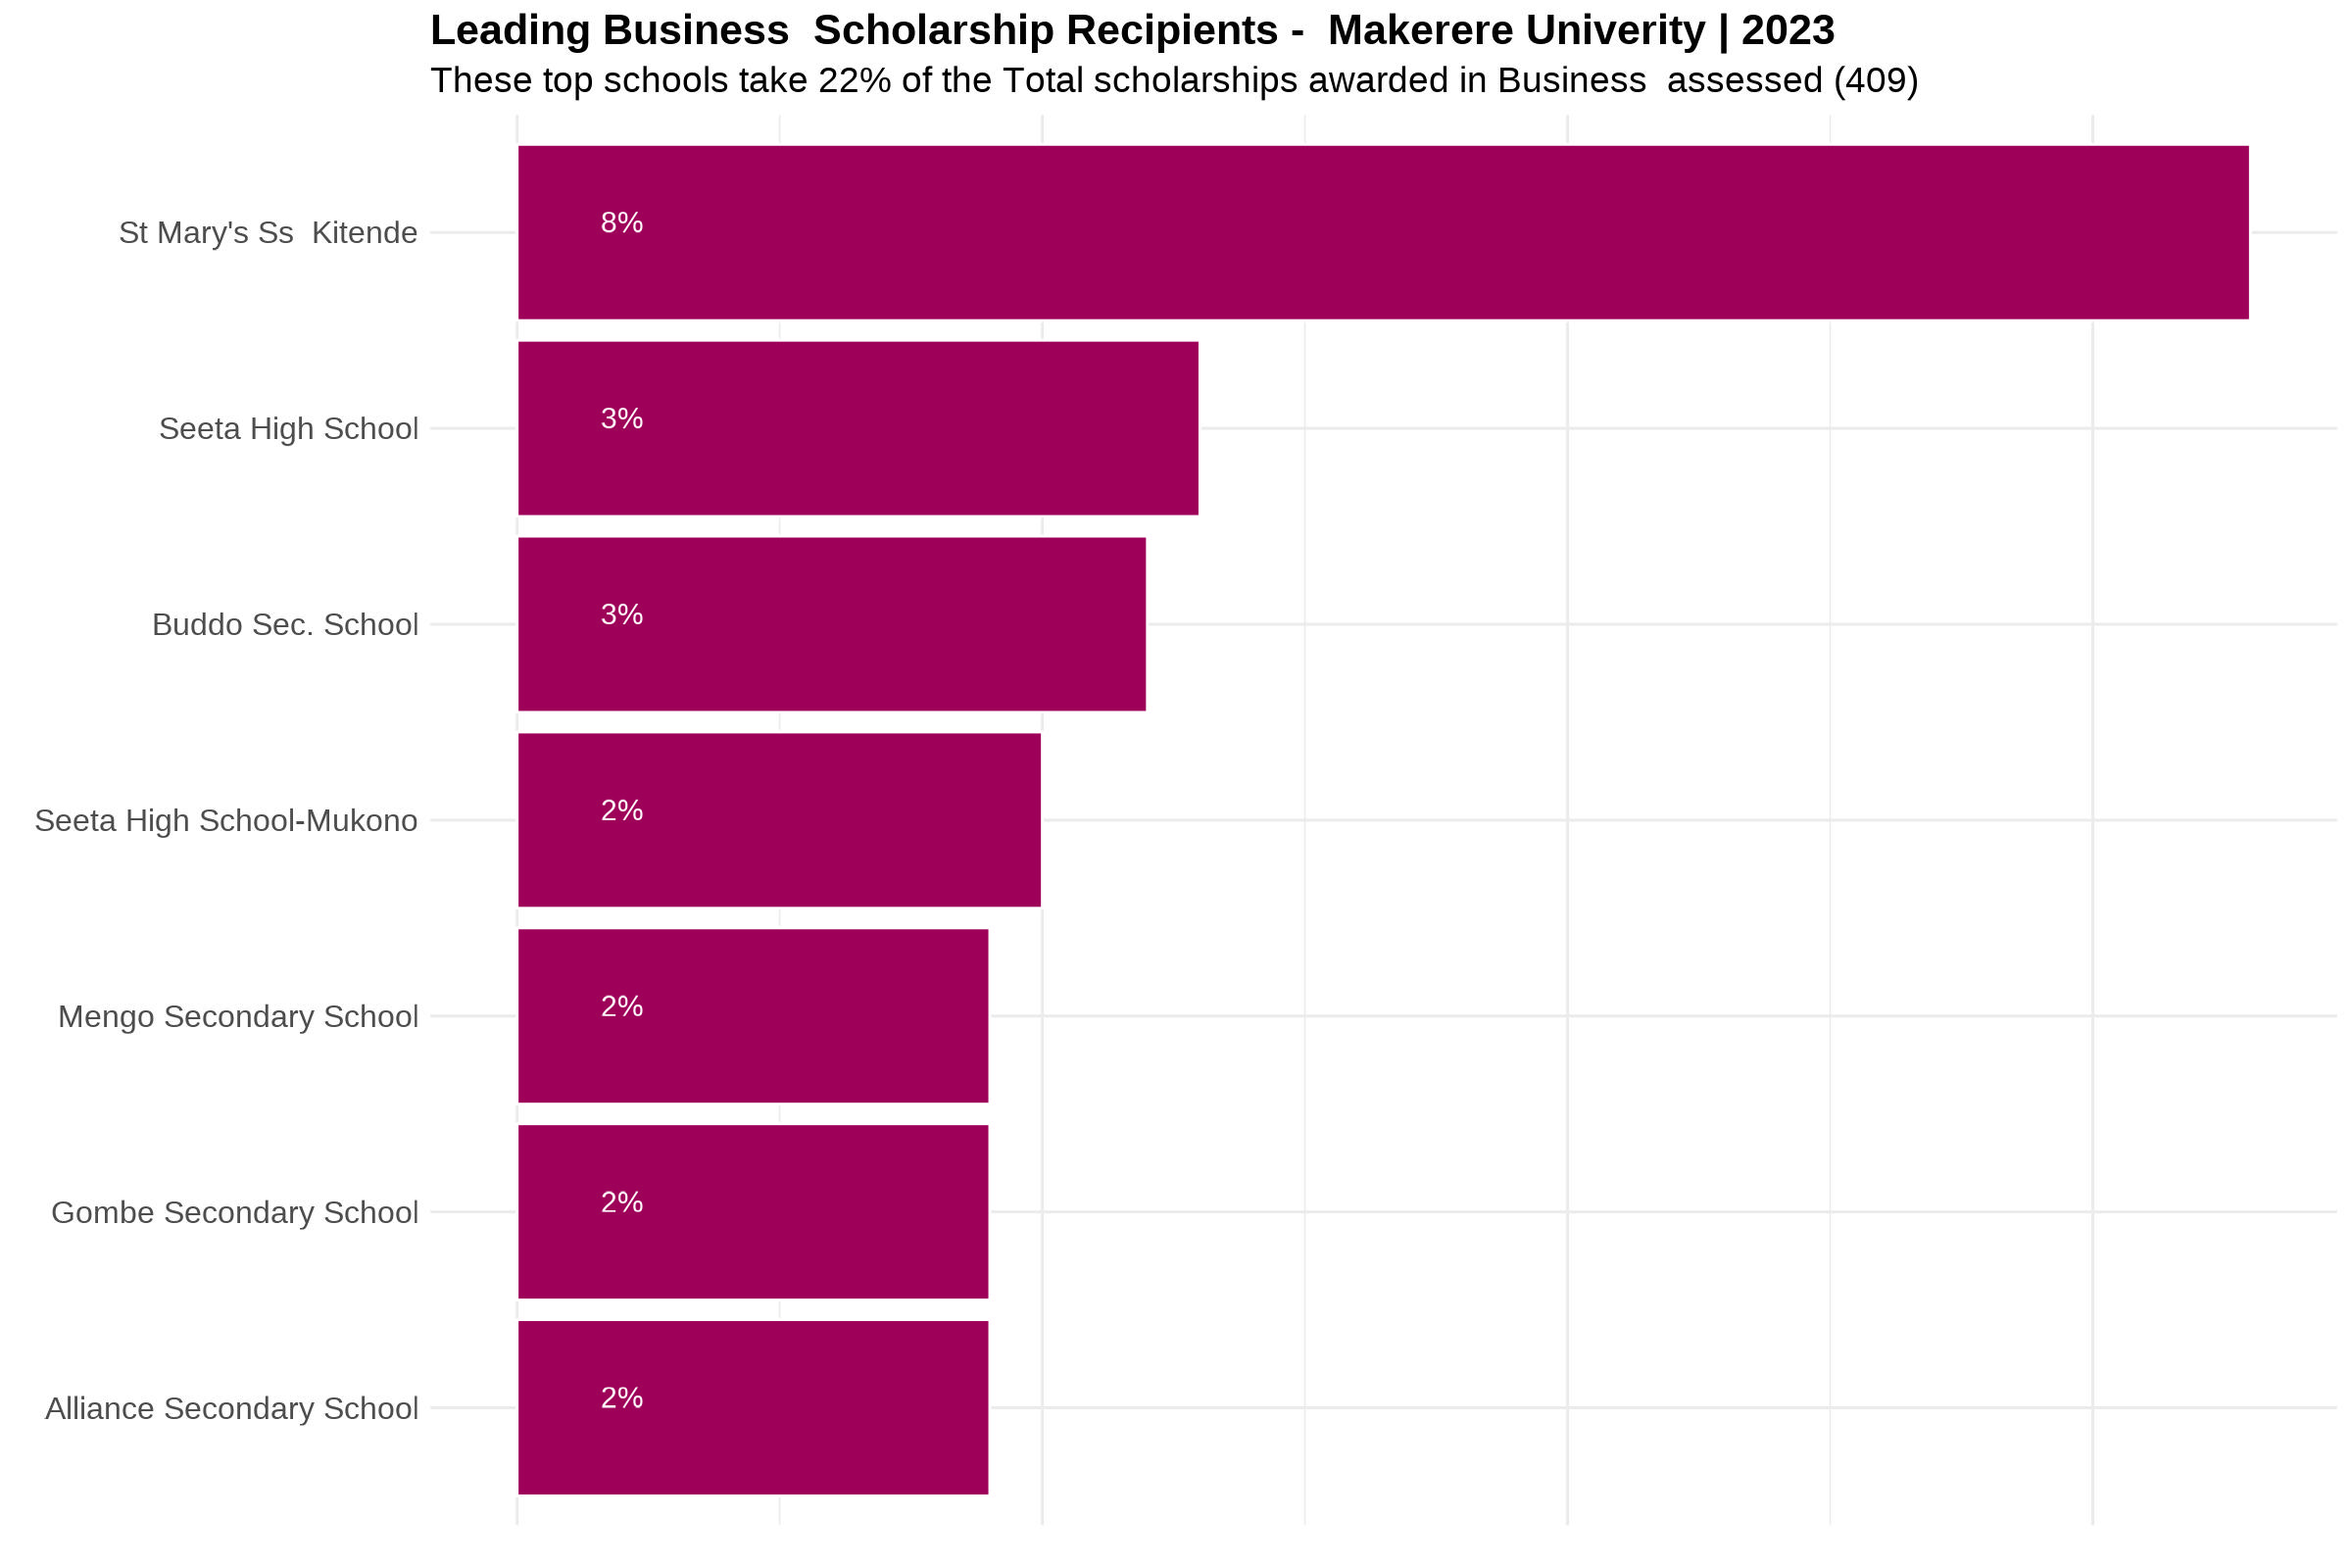 Leading Business  Scholarship Recipients -  Makerere Univerity | 2023
These top schools take 22% of the Total scholarships awarded in Business  assessed (409)
St Mary's Ss  Kitende
8%
Seeta High School
3%
Buddo Sec. School
3%
Seeta High School-Mukono
2%
Mengo Secondary School
2%
Gombe Secondary School
2%
Alliance Secondary School
2%